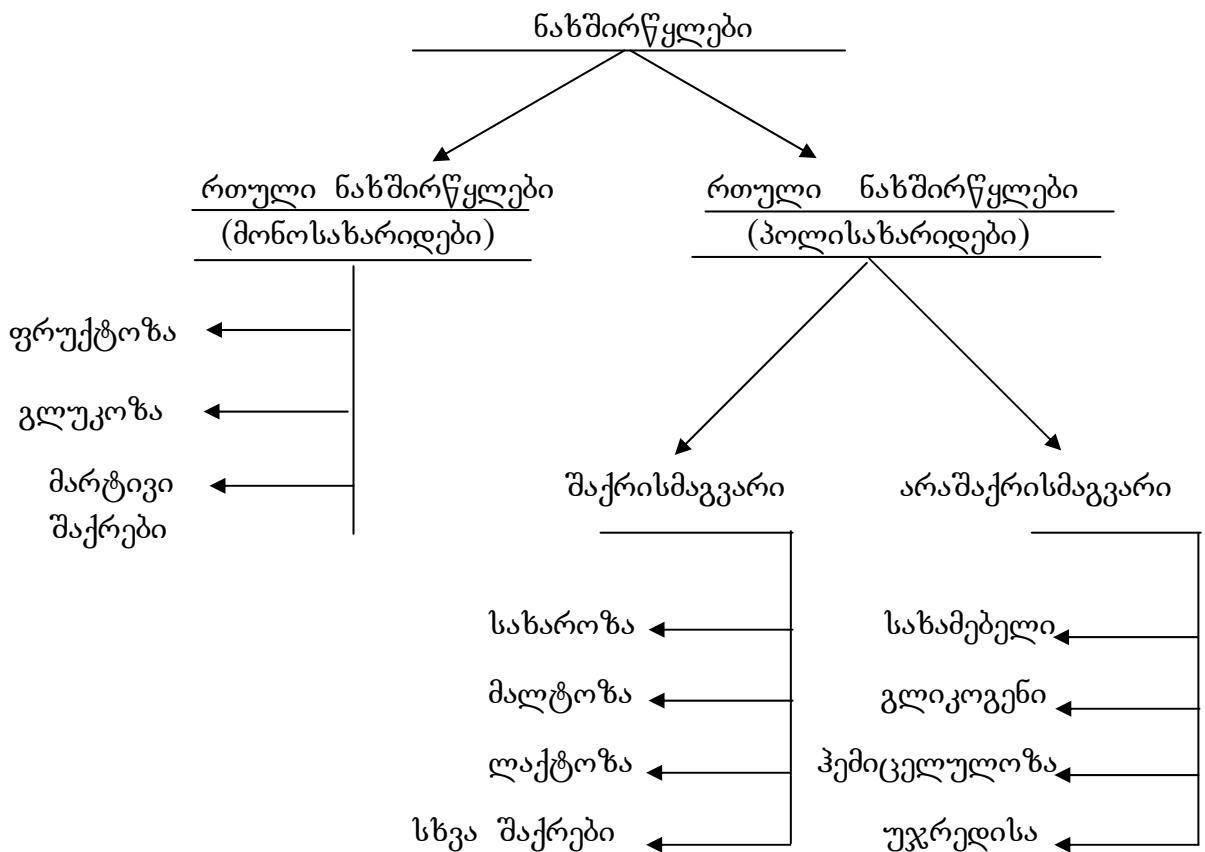 ნახშირწყლები
რთული ნახშირწყლები
(მონოსახარიდები)
რთული ნახშირწყლები
(პოლისახარიდები)
ფრუქტოზა
გლუკოზა
მარტივი
შაქრები
შაქრისმაგვარი
სახაროზა
მალტოზა
ლაქტოზა
სხვა შაქრები
არაშაქრისმაგვარი
სახამებელი
გლიკოგენი
ჰემიცელულოზა
უჯრედისა